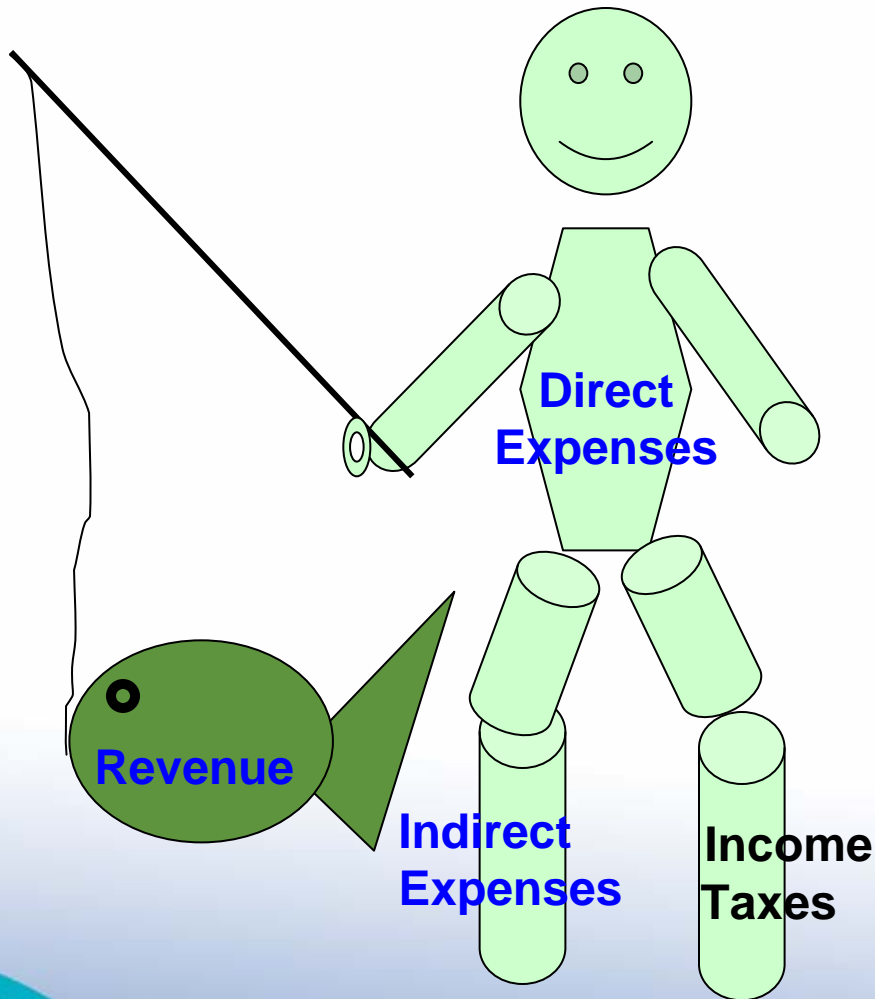 Direct
Expenses
Revenue
Indirect
Expenses
Income
Taxes